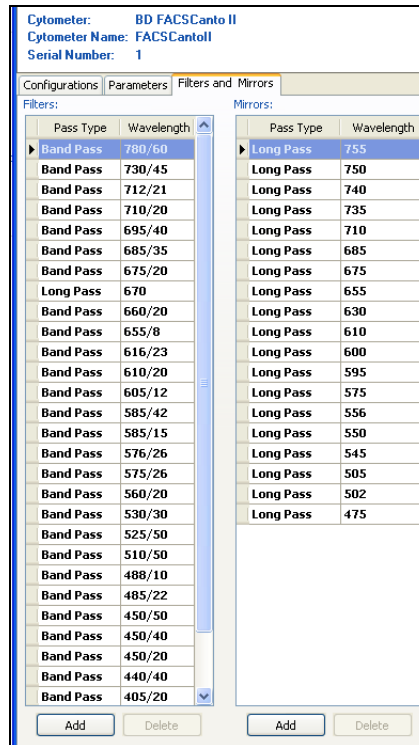 Cytometer: BD FACSCanto II
Cytometer Name: FACSCantoII
Serial Number: 1
Configurations Parameters Filters and Mirrors
Filters:
Pass Type Wavelength
Band Pass 780/60
Band Pass 730/45
Band Pass 712/21
Band Pass 710/20
Band Pass 695/40
Band Pass 685/35
Band Pass 675/20
Long Pass 670
Band Pass 660/20
Band Pass 655/8
Band Pass 616/23
Band Pass 610/20
Band Pass 605/12
Band Pass 585/42
Band Pass 585/15
Band Pass 576/26
Band Pass 575/26
Band Pass 560/20
Band Pass 530/30
Band Pass 525/50
Band Pass 510/50
Band Pass 488/10
Band Pass 485/22
Band Pass 450/50
Band Pass 450/40
Band Pass 450/20
Band Pass 440/40
Band Pass 405/20
Add Delete
Mirrors:
Pass Type Wavelength
Long Pass 755
Long Pass 750
Long Pass 740
Long Pass 735
Long Pass 710
Long Pass 685
Long Pass 675
Long Pass 655
Long Pass 630
Long Pass 610
Long Pass 600
Long Pass 595
Long Pass 575
Long Pass 556
Long Pass 550
Long Pass 545
Long Pass 505
Long Pass 502
Long Pass 475
Add Delete